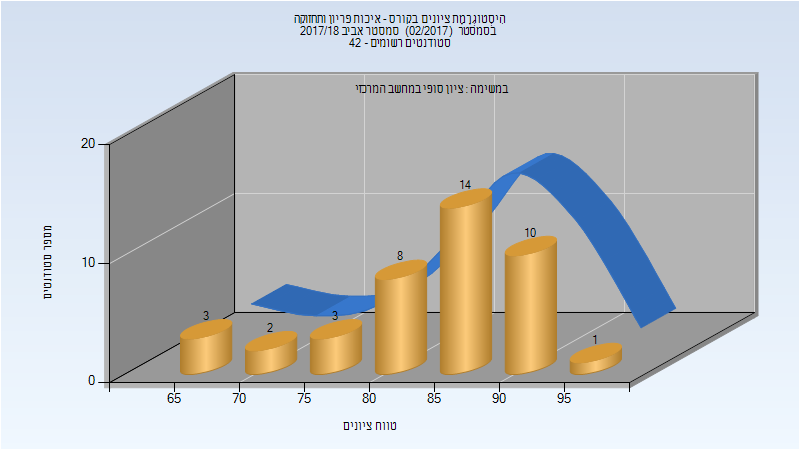 היסטוגרמת ציונים בקורס - איכות פריון ותחזוקה
בסמסטר (02/2017) סמסטר אביב 2017/18
סטודנטים רשומים - 42
במשימה : ציון סופי במחשב המרכזי
מספר סטודנטים
20
10
0
3
2
3
8
14
10
1
65
70
75
80
85
90
95
טווח ציונים